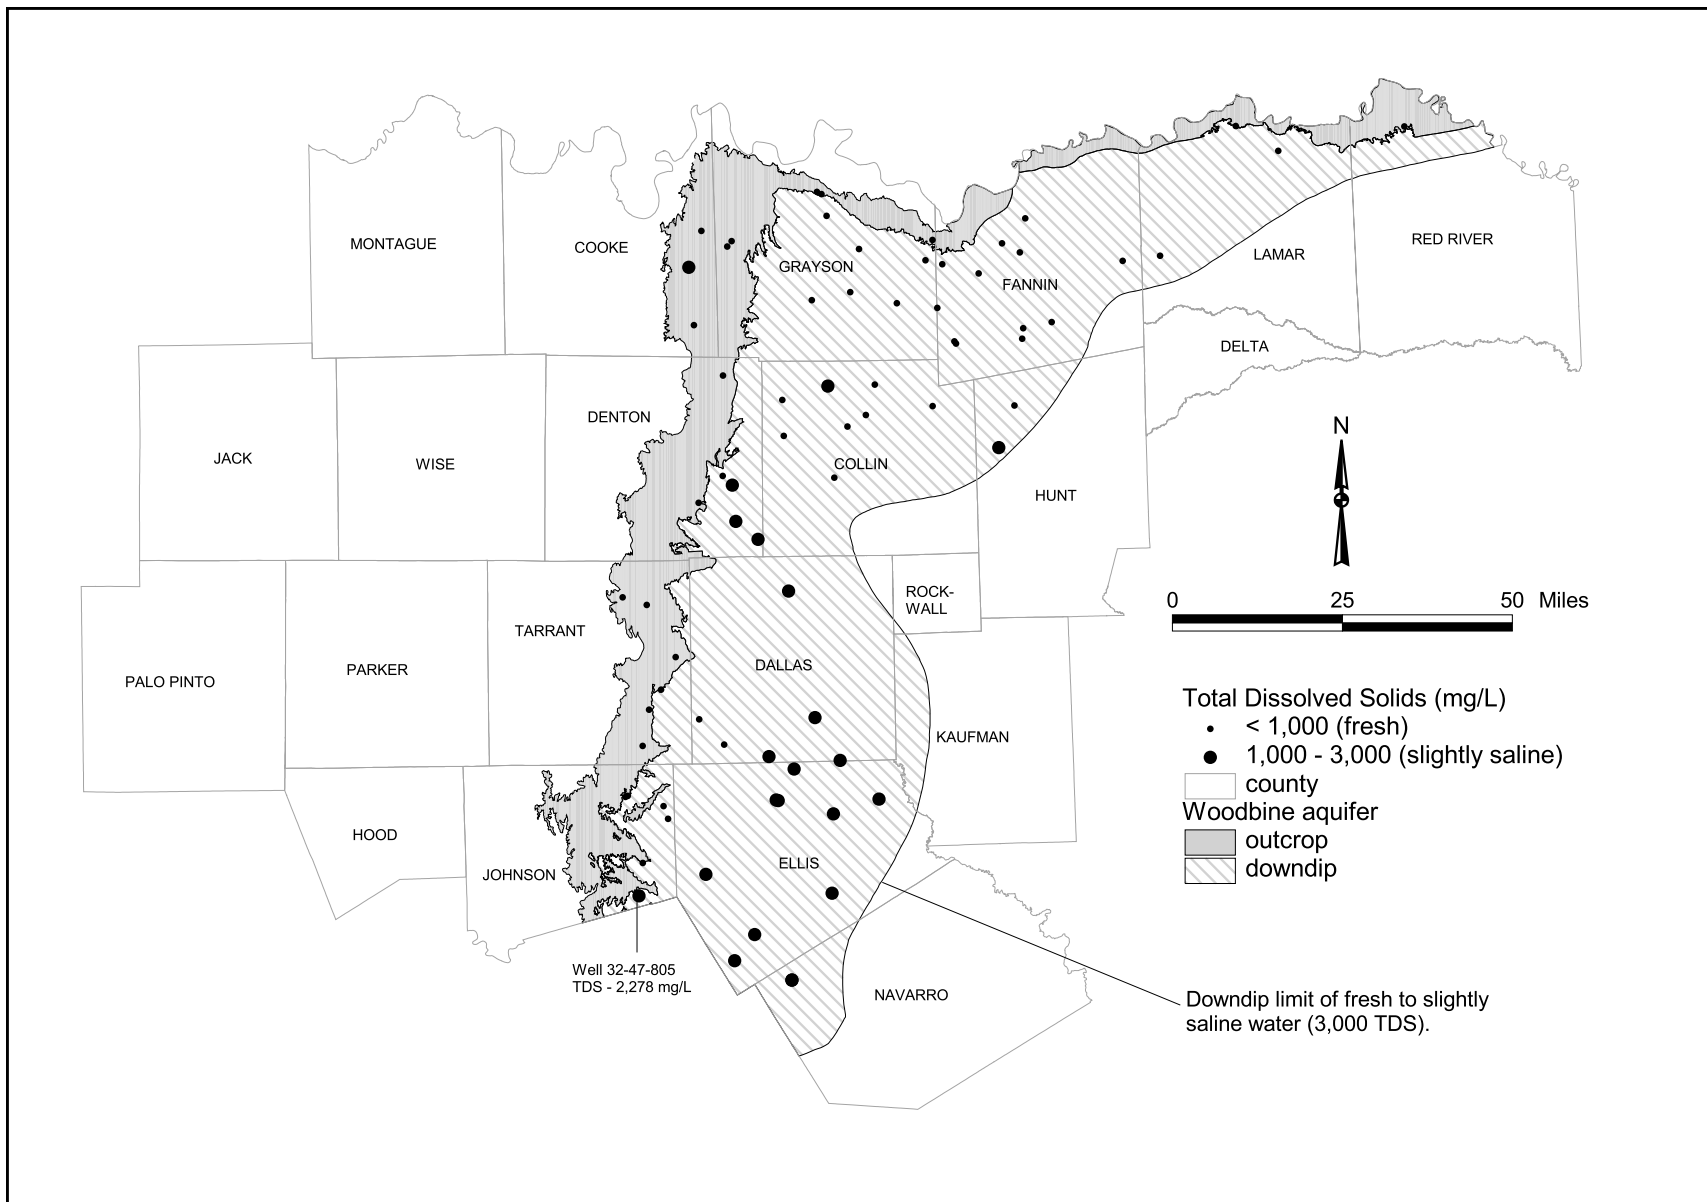 MONTAGUE
COOKE
GRAYSON
FANNIN
LAMAR
RED RIVER
DELTA
JACK
WISE
DENTON
COLLIN
HUNT
N
0 25 50 Miles
PALO PINTO
PARKER
TARRANT
DALLAS
ROCK-
WALL
KAUFMAN
Total Dissolved Solids (mg/L)
< 1,000 (fresh)
1,000 - 3,000 (slightly saline)
county
Woodbine aquifer
outcrop
downdip
HOOD
JOHNSON
ELLIS
NAVARRO
Well 32-47-805
TDS - 2,278 mg/L
Downdip limit of fresh to slightly
saline water (3,000 TDS).